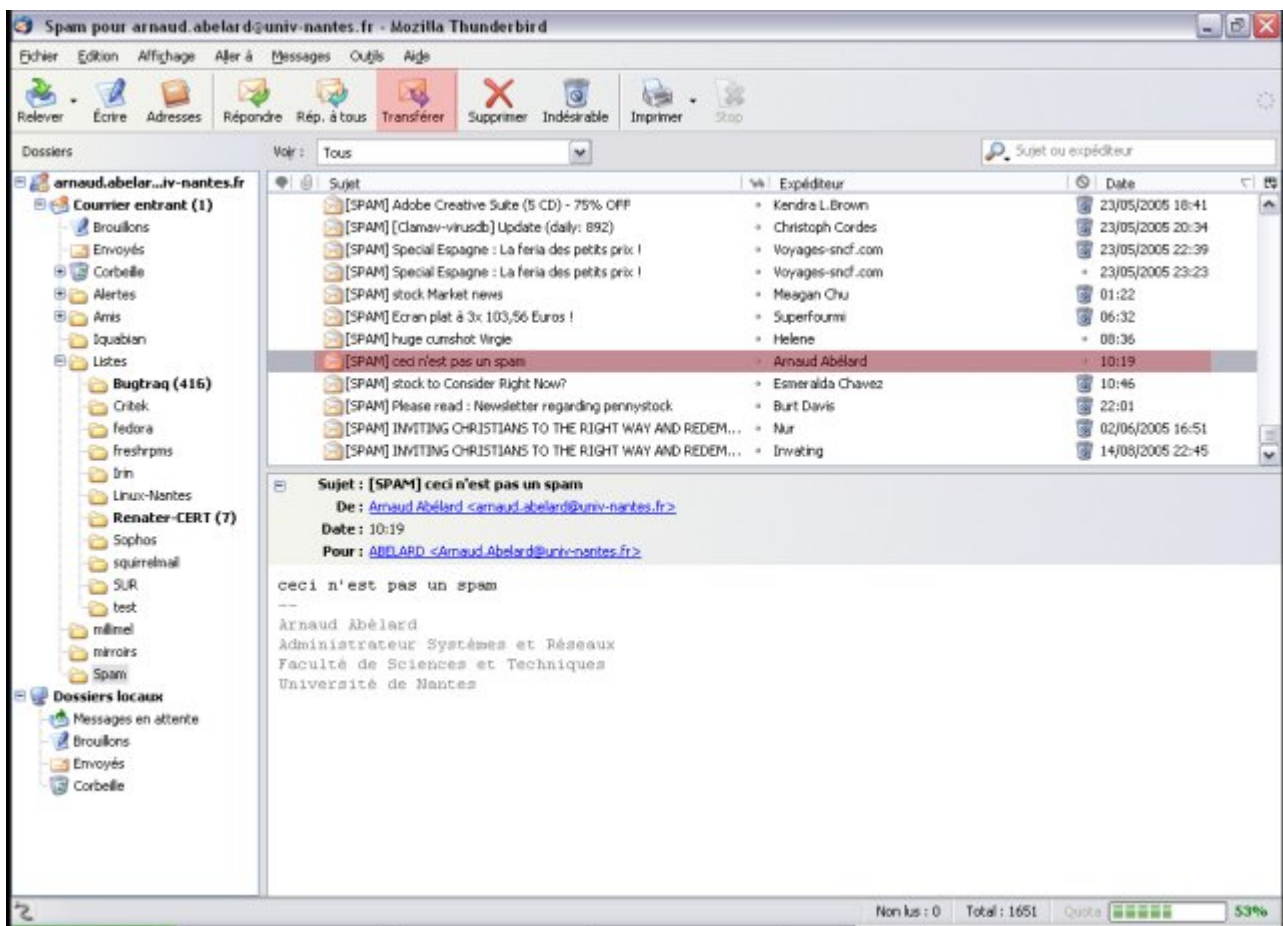 Spam pour arnaud.abelard@univ-nantes.fr - Mozilla Thunderbird
Fichier Edition Affichage Aller à Messages Outils Aide
Relever Écrire Adresses Répondre Rép. à tous Transférer Supprimer Indésirable Imprimer Stop
Dossiers Voir : Tous Sujet ou expéditeur
arnaud.abelar...iv-nantes.fr
Courrier entrant (1)
Brouillons
Envoyés
Corbeille
Alertes
Amis
Iquabian
Listes
Bugtraq (416)
Critek
fedora
freshrpms
Irin
Linux-Nantes
Renater-CERT (7)
Sophos
squirrelmail
SUR
test
milimel
mirroirs
Spam
Dossiers locaux
Messages en attente
Brouillons
Envoyés
Corbeille
Sujet Expéditeur Date
[SPAM] Adobe Creative Suite (5 CD) - 75% OFF Kendra L.Brown 23/05/2005 18:41
[SPAM] [Clamav-virusdb] Update (daily: 892) Christoph Cordes 23/05/2005 20:34
[SPAM] Special Espagne : La feria des petits prix ! Voyages-sncf.com 23/05/2005 22:39
[SPAM] Special Espagne : La feria des petits prix ! Voyages-sncf.com 23/05/2005 23:23
[SPAM] stock Market news Meagan Chu 01:22
[SPAM] Ecran plat à 3x 103,56 Euros ! Superfourmi 06:32
[SPAM] huge cumshot Virgie Helene 08:36
[SPAM] ceci n'est pas un spam Arnaud Abélard 10:19
[SPAM] stock to Consider Right Now? Esmeralda Chavez 10:46
[SPAM] Please read : Newsletter regarding pennystock Burt Davis 22:01
[SPAM] INVITING CHRISTIANS TO THE RIGHT WAY AND REDEM... Nur 02/06/2005 16:51
[SPAM] INVITING CHRISTIANS TO THE RIGHT WAY AND REDEM... Irwating 14/08/2005 22:45
Sujet : [SPAM] ceci n'est pas un spam
De : Arnaud Abélard <arnaud.abelard@univ-nantes.fr>
Date : 10:19
Pour : ABELARD <Arnaud.Abelard@univ-nantes.fr>
ceci n'est pas un spam
--
Arnaud Abélard
Administrateur Systèmes et Réseaux
Faculté de Sciences et Techniques
Université de Nantes
Non lus : 0 Total : 1651 Quota 53%